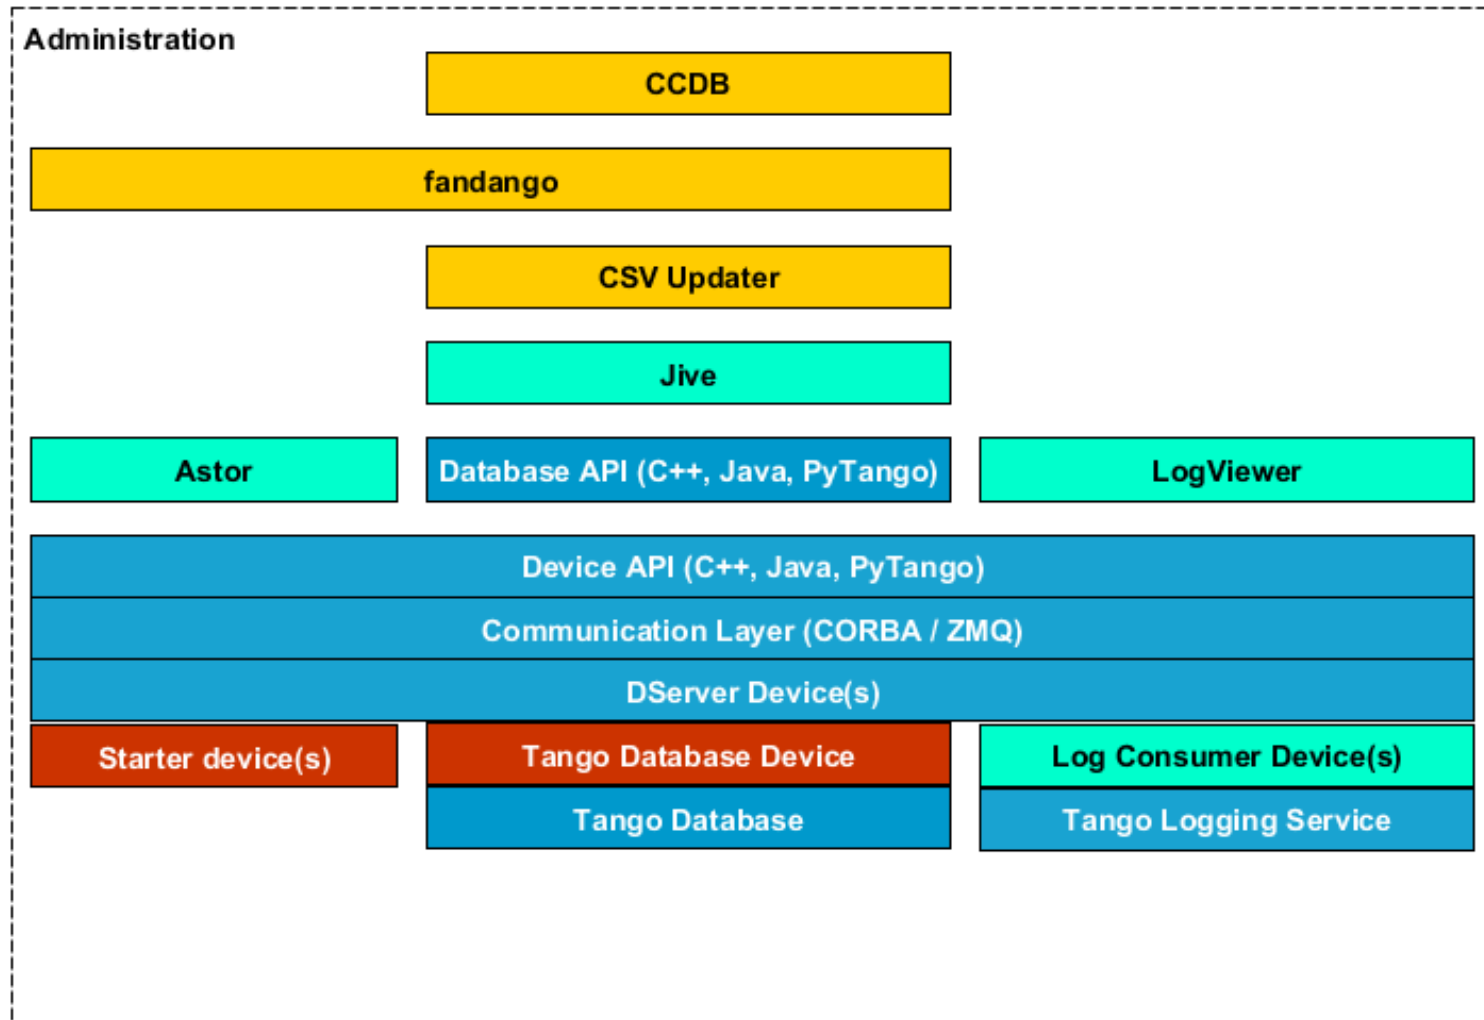 Administration
CCDB
fandango
CSV Updater
Jive
Astor
Database API (C++, Java, PyTango)
LogViewer
Device API (C++, Java, PyTango)
Communication Layer (CORBA / ZMQ)
DServer Device(s)
Starter device(s)
Tango Database Device
Log Consumer Device(s)
Tango Database
Tango Logging Service